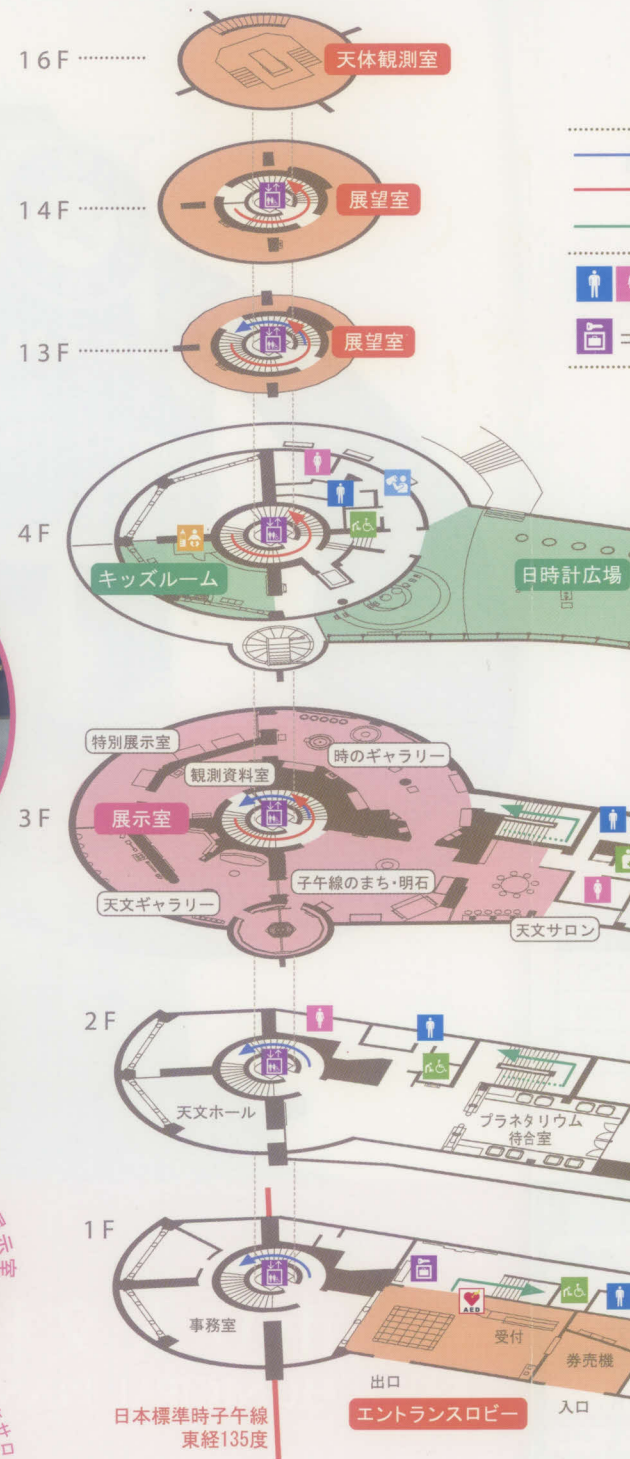 16F
天体観測室
14F
展望室
13F
展望室
4F
キッズルーム
日時計広場
3F
特別展示室
観測資料室
時のギャラリー
展示室
子午線のまち・明石
天文ギャラリー
天文サロン
2F
天文ホール
プラネタリウム
待合室
1F
AED
事務室
受付
券売機
出口
入口
エントランスロビー
日本標準時子午線
東経135度
示室
サロ